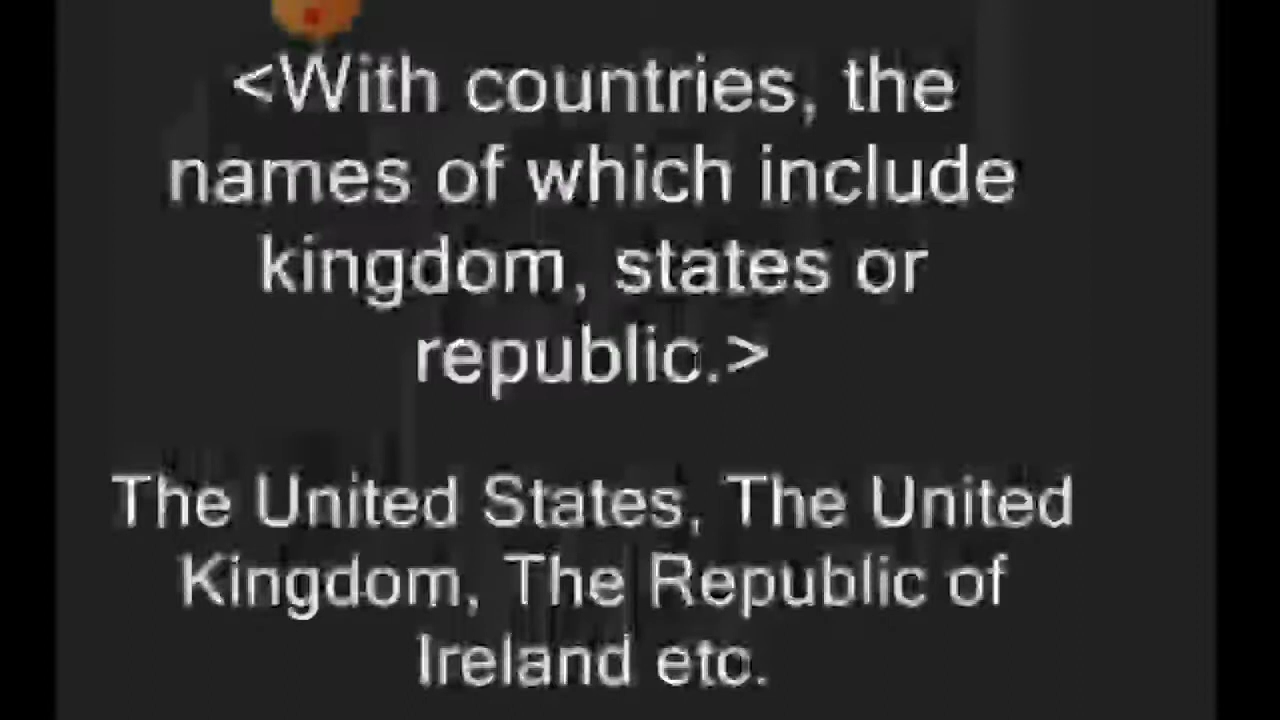 <With countries, the
names of which include
kingdom, states or
republic.>
The United States, The United
Kingdom, The Republic of
Ireland etc.